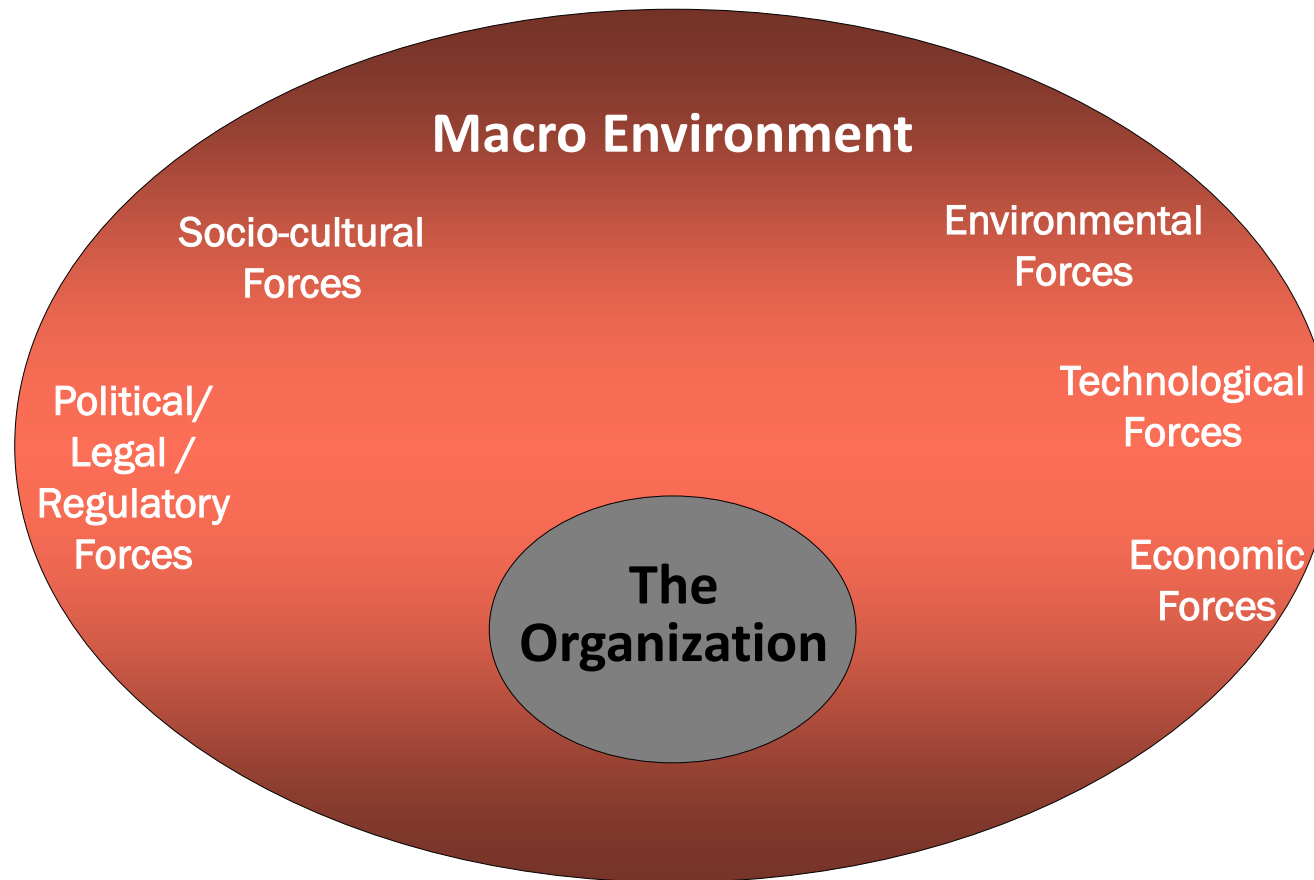 Macro Environment
Socio-cultural
Forces
Environmental
Forces
Political/
Legal /
Regulatory
Forces
Technological
Forces
Economic
Forces
The
Organization